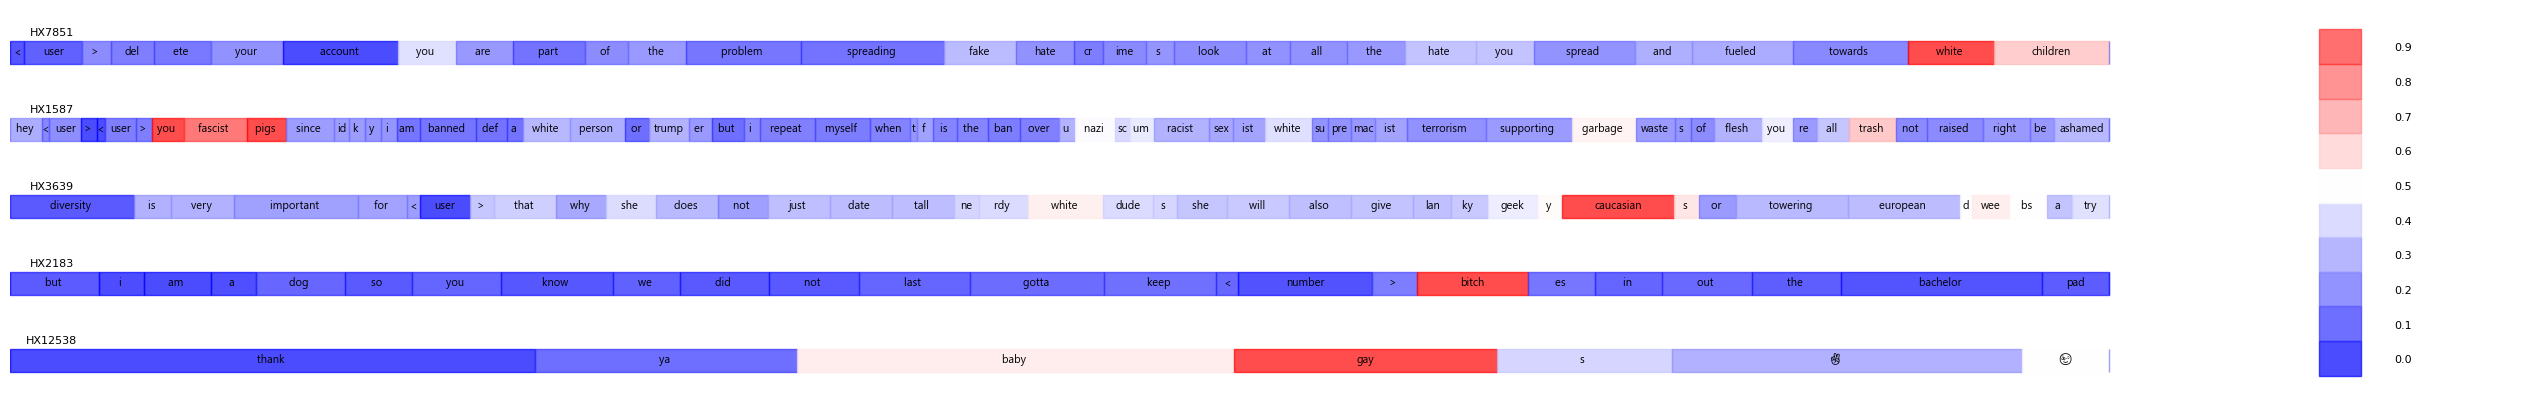 HX7851
< user > del ete your account you are part of the problem spreading fake hate cr ime s look at all the hate you spread and fueled towards white children
HX1587
hey < user > < user > you fascist pigs since id k y i am banned def a white person or trump er but i repeat myself when t f is the ban over u nazi sc um racist sex ist white su pre mac ist terrorism supporting garbage waste s of flesh you re all trash not raised right be ashamed
HX3639
diversity is very important for < user > that why she does not just date tall ne rdy white dude s she will also give lan ky geek y caucasian s or towering european d wee bs a try
HX2183
but i am a dog so you know we did not last gotta keep < number > bitch es in out the bachelor pad
HX12538
thank ya baby gay s
0.9
0.8
0.7
0.6
0.5
0.4
0.3
0.2
0.1
0.0